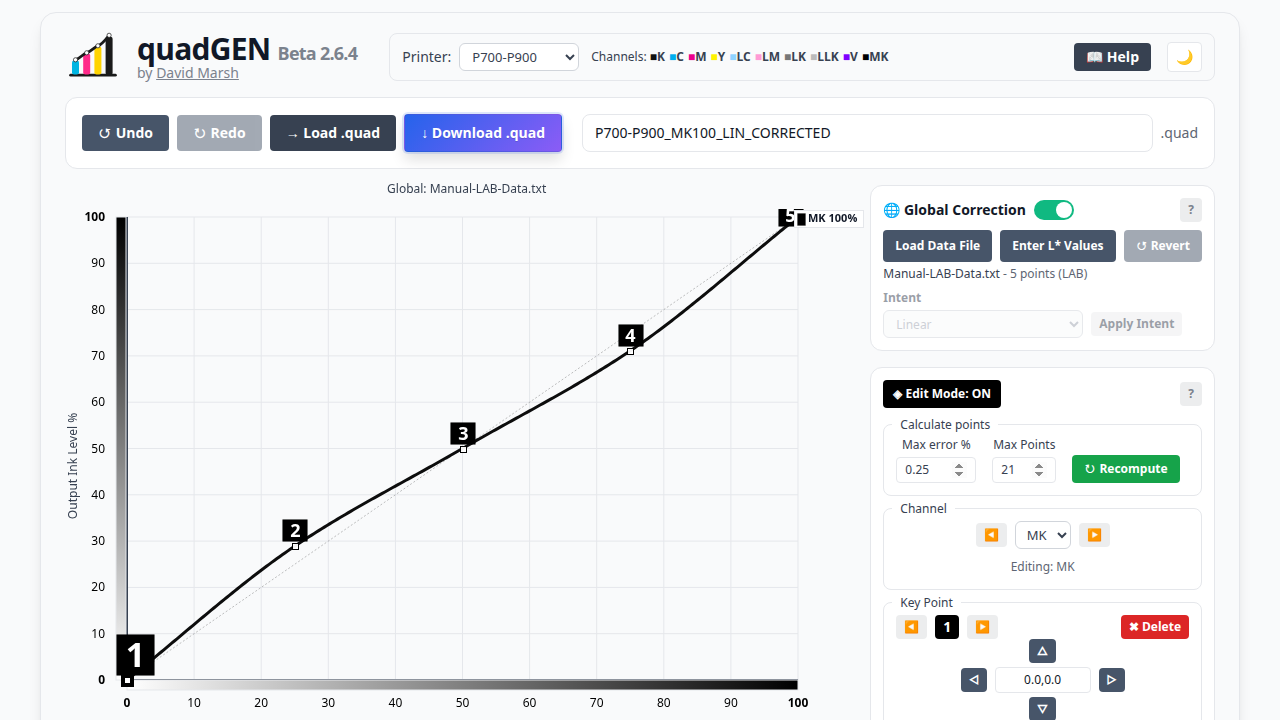 quadGEN Beta 2.6.4
by David Marsh
Printer: P700-P900 Channels: K C M Y LC LM LK LLK V MK
Help
Undo
Redo
→ Load .quad
↓ Download .quad
P700-P900_MK100_LIN_CORRECTED
.quad
Global: Manual-LAB-Data.txt
Output Ink Level %
100
90
80
70
60
50
40
30
20
10
0
0
10
20
30
40
50
60
70
80
90
100
1
2
3
4
5
MK 100%
Global Correction
?
Load Data File
Enter L* Values
↺ Revert
Manual-LAB-Data.txt - 5 points (LAB)
Intent
Linear
Apply Intent
◈ Edit Mode: ON
?
Calculate points
Max error %
Max Points
0.25
21
↻ Recompute
Channel
MK
Editing: MK
Key Point
1
✖ Delete
0.0,0.0